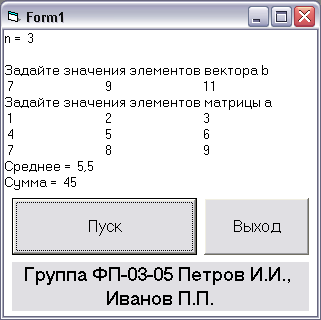 Form1
n = 3
Задайте значения элементов вектора b
7 9 11
Задайте значения элементов матрицы a
1 2 3
4 5 6
7 8 9
Среднее = 5,5
Сумма = 45
Пуск Выход
Группа ФП-03-05 Петров И.И.,
Иванов П.П.